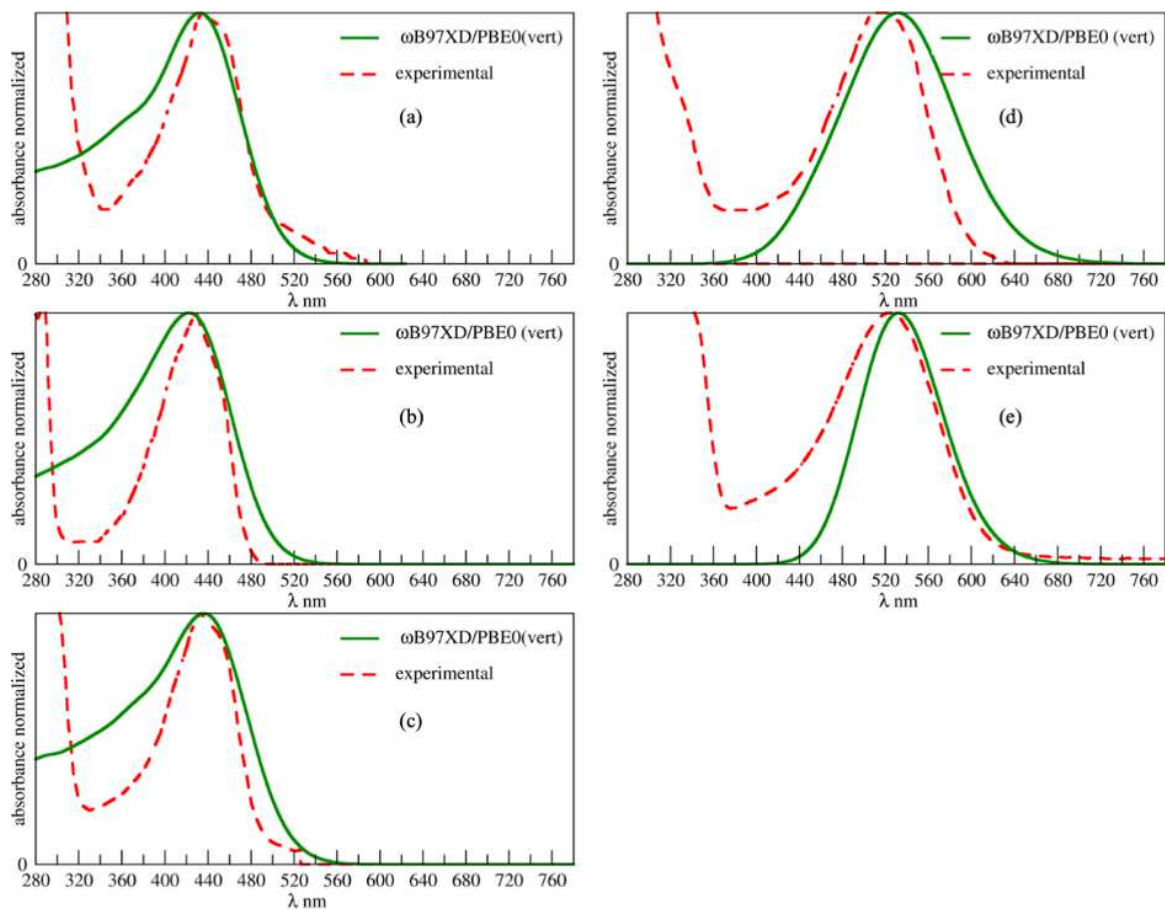 absorbance normalized
ωB97XD/PBE0(vert)
experimental
(a)
0
280 320 360 400 440 480 520 560 600 640 680 720 760
λ nm
absorbance normalized
ωB97XD/PBE0 (vert)
experimental
(b)
0
280 320 360 400 440 480 520 560 600 640 680 720 760
λ nm
absorbance normalized
ωB97XD/PBE0(vert)
experimental
(c)
0
280 320 360 400 440 480 520 560 600 640 680 720 760
λ nm
absorbance normalized
ωB97XD/PBE0 (vert)
experimental
(d)
0
280 320 360 400 440 480 520 560 600 640 680 720 760
λ nm
absorbance normalized
ωB97XD/PBE0 (vert)
experimental
(e)
0
280 320 360 400 440 480 520 560 600 640 680 720 760
λ nm